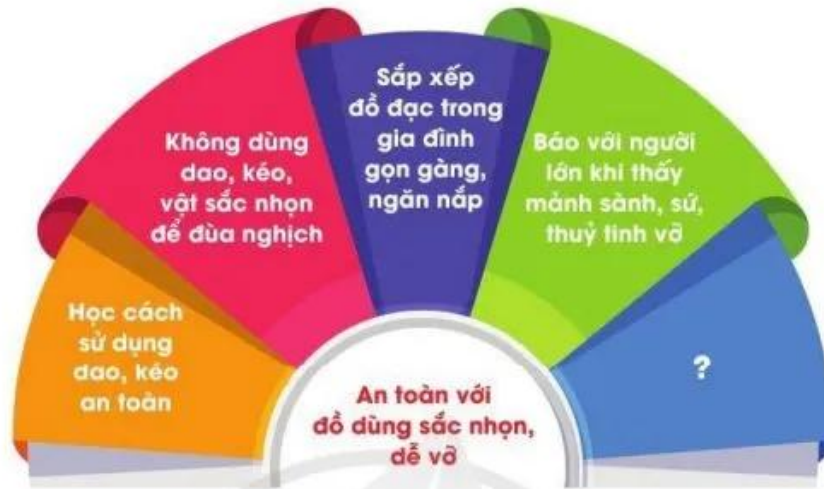 Học cách
sử dụng
dao, kéo
an toàn
Không dùng
dao, kéo,
vật sắc nhọn
để đùa nghịch
Sắp xếp
đồ đạc trong
gia đình
gọn gàng,
ngăn nắp
Báo với người
lớn khi thấy
mảnh sành, sứ,
thuỷ tinh vỡ
?
An toàn với
đồ dùng sắc nhọn,
dễ vỡ